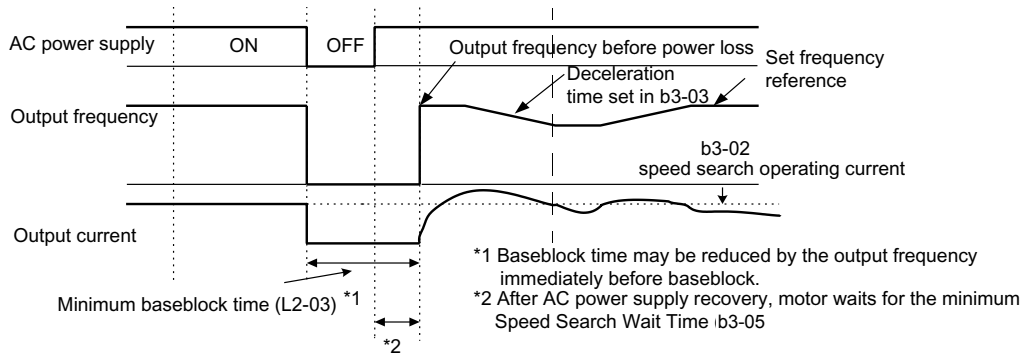 AC power supply
ON
OFF
Output frequency before power loss
Deceleration
time set in b3-03
Set frequency
reference
Output frequency
b3-02
speed search operating current
Output current
*1 Baseblock time may be reduced by the output frequency
immediately before baseblock.
*2 After AC power supply recovery, motor waits for the minimum
Speed Search Wait Time b3-05
Minimum baseblock time (L2-03) *1
*2